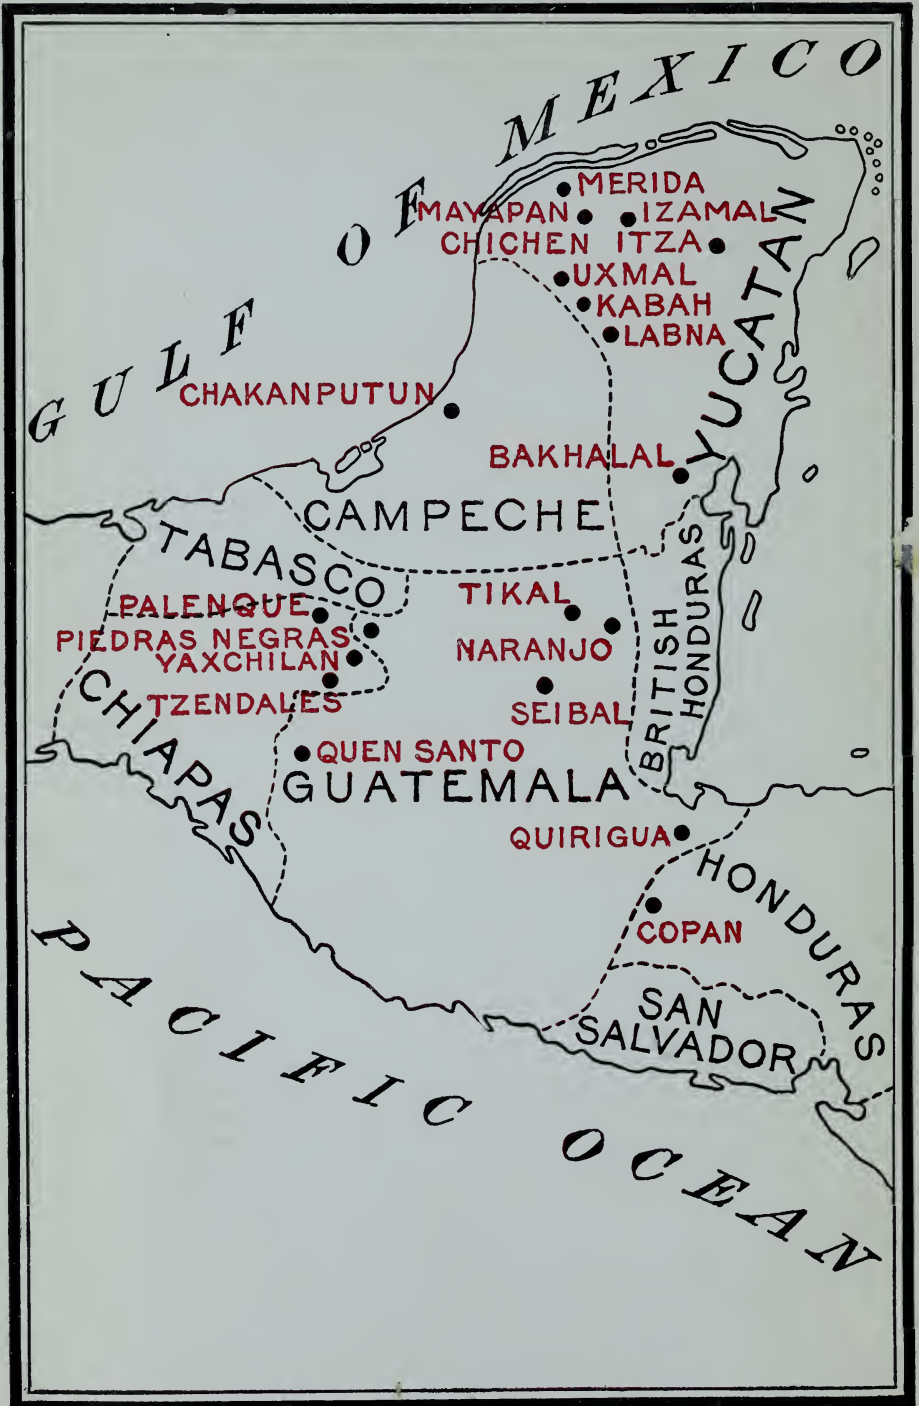 GULF OF MEXICO
MERIDA
MAYAPAN
IZAMAL
CHICHEN ITZA
UXMAL
KABAH
LABNA
YUCATAN
CHAKANPUTUN
BAKHALAL
CAMPECHE
TABASCO
TIKAL
PALENQUE
NARANJO
BRITISH
HONDURAS
PIEDRAS NEGRAS
YAXCHILAN
TZENDALES
SEIBAL
CHIAPAS
QUEN SANTO
GUATEMALA
QUIRIGUA
HONDURAS
COPAN
SAN
SALVADOR
PACIFIC OCEAN